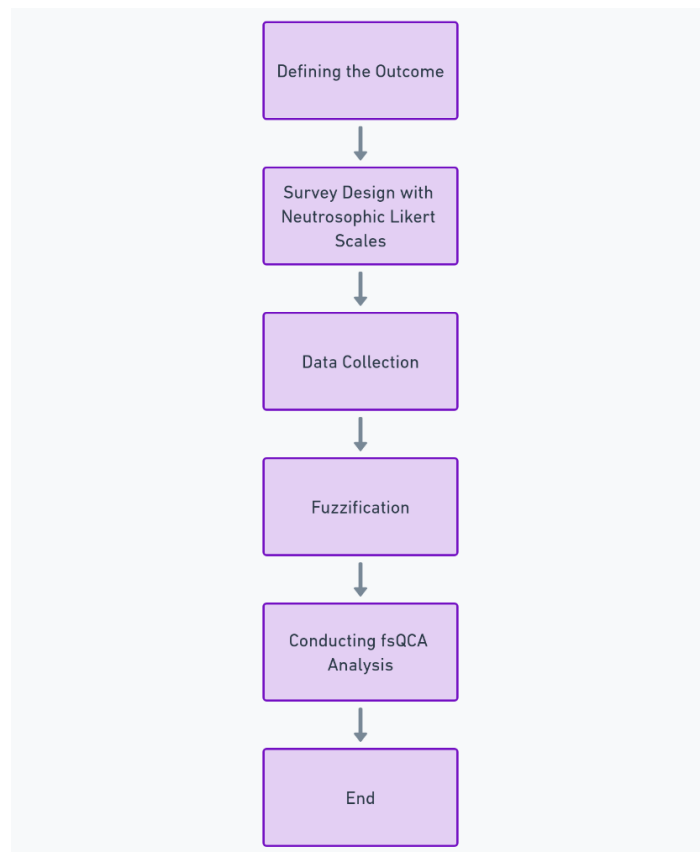 Defining the Outcome
Survey Design with
Neutrosophic Likert
Scales
Data Collection
Fuzzification
Conducting fsQCA
Analysis
End